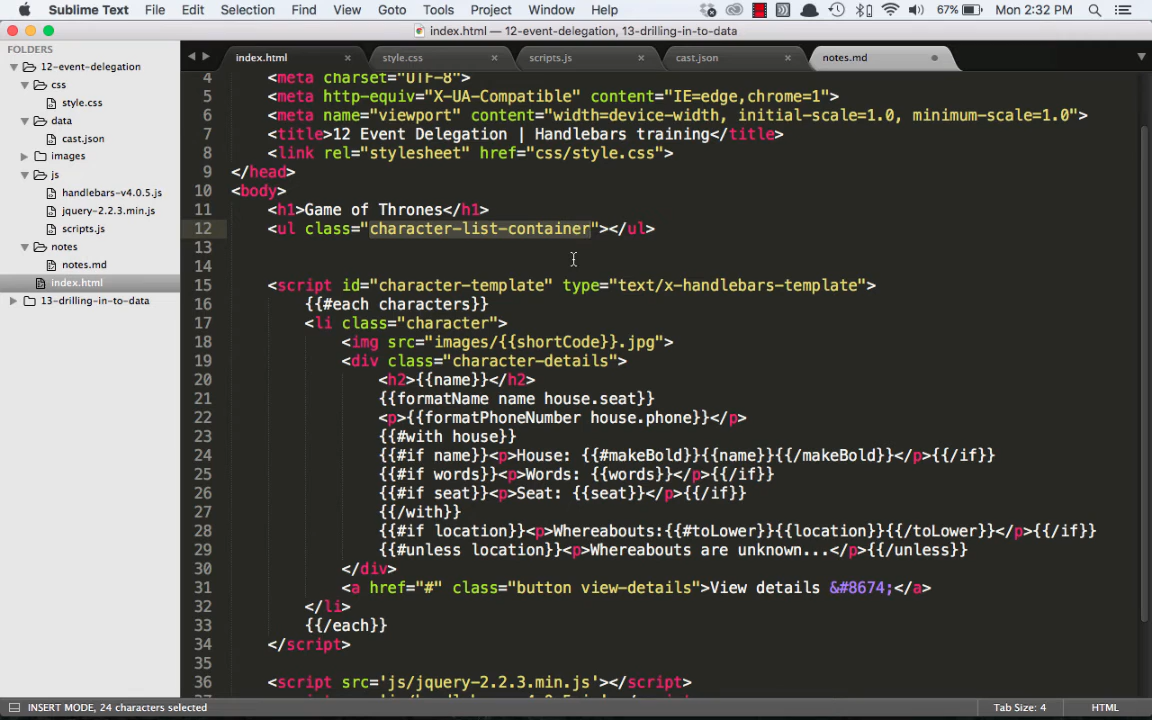 Sublime Text File Edit Selection Find Goto Tools Project Window Help 67% Mon 2:32 PM
index.html — 12-event-delegation, 13-drilling-in-to-data
FOLDERS
12-event-delegation
css
style.css
data
cast.json
images
js
handlebars-v4.0.5.js
jquery-2.2.3.min.js
scripts.js
notes
notes.md
index.html
13-drilling-in-to-data
index.html × style.css × scripts.js × cast.json × notes.md
4 <meta charset="UTF-8">
5 <meta http-equiv="X-UA-Compatible" content="IE=edge,chrome=1">
6 <meta name="viewport" content="width=device-width, initial-scale=1.0, minimum-scale=1.0">
7 <title>12 Event Delegation | Handlebars training</title>
8 <link rel="stylesheet" href="css/style.css">
9 </head>
10 <body>
11 <h1>Game of Thrones</h1>
12 <ul class="character-list-container"></ul>
13
14
15 <script id="character-template" type="text/x-handlebars-template">
16 {{#each characters}}
17 <li class="character">
18 <img src="images/{{shortCode}}.jpg">
19 <div class="character-details">
20 <h2>{{name}}</h2>
21 {{formatName name house.seat}}
22 <p>{{formatPhoneNumber house.phone}}</p>
23 {{#with house}}
24 {{#if name}}<p>House: {{#makeBold}}{{name}}{{/makeBold}}</p>{{/if}}
25 {{#if words}}<p>Words: {{words}}</p>{{/if}}
26 {{#if seat}}<p>Seat: {{seat}}</p>{{/if}}
27 {{/with}}
28 {{#if location}}<p>Whereabouts:{{#toLower}}{{location}}{{/toLower}}</p>{{/if}}
29 {{#unless location}}<p>Whereabouts are unknown...</p>{{/unless}}
30 </div>
31 <a href="#" class="button view-details">View details &#8674;</a>
32 </li>
33 {{/each}}
34 </script>
35
36 <script src='js/jquery-2.2.3.min.js'></script>
INSERT MODE, 24 characters selected Tab Size: 4 HTML